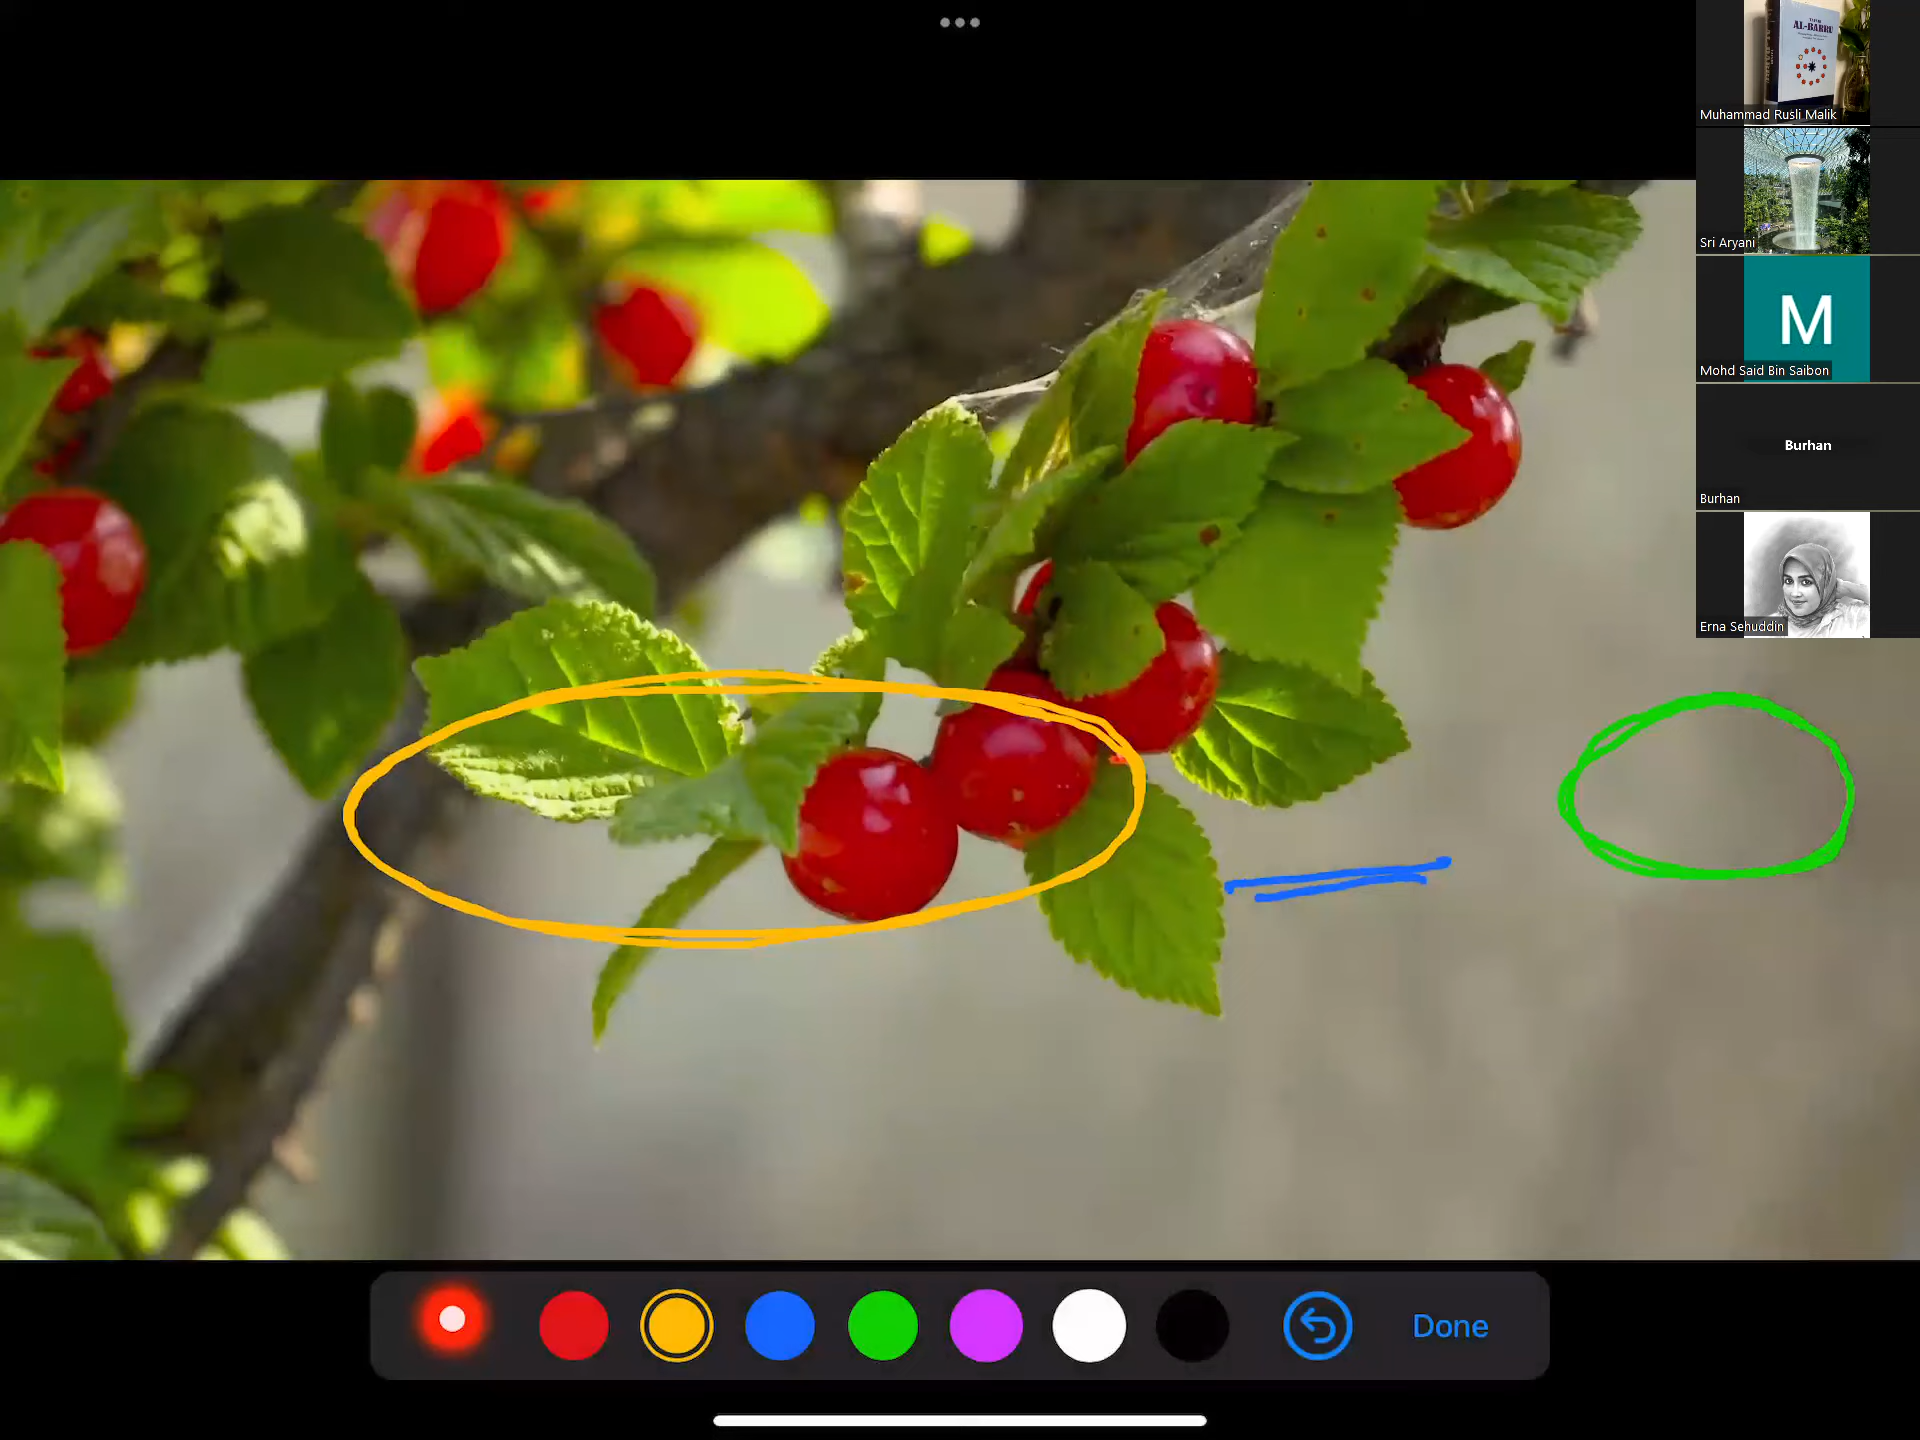 AL-BARRU
Muhammad Rusli Malik
Sri Aryani
M
Mohd Said Bin Saibon
Burhan
Burhan
Erna Sehuddin
Done